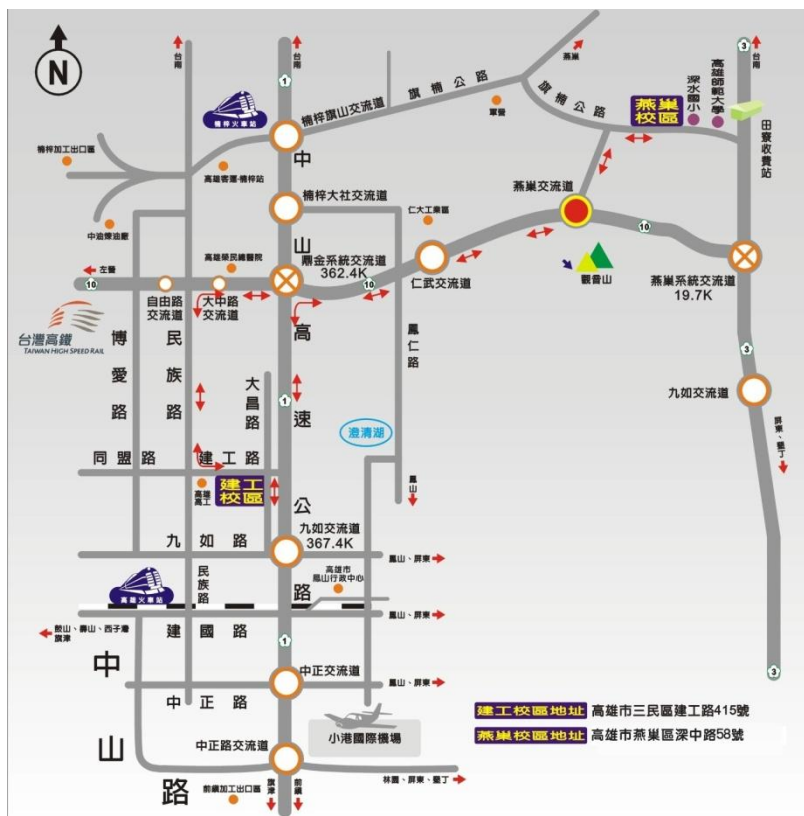 N
台南
1
台南
燕巢
3
台南
旗楠公路
楠梓旗山交流道
楠梓火車站
軍營
旗楠公路
燕巢校區
深水國小
高雄師範大學
田寮收費站
楠梓加工出口區
高雄客運‧楠梓站
中油煉油廠
楠梓大社交流道
仁大工業區
燕巢交流道
10
高雄榮民總醫院
鼎金系統交流道
362.4K
仁武交流道
觀音山
燕巢系統交流道
19.7K
左營
10
自由路交流道
大中路交流道
10
台灣高鐵
TAIWAN HIGH SPEED RAIL
博愛路
民族路
大昌路
中山高速公路
1
鳳仁路
3
九如交流道
屏東、墾丁
澄清湖
同盟路
建工路
高雄高工
建工校區
鳳山
九如交流道
367.4K
九如路
鳳山、屏東
民族路
高雄市
鳳山行政中心
高雄火車站
鳳山、屏東
建國路
鼓山、壽山、西子灣
旗津
1
中山路
中正交流道
鳳山、屏東
中正路
3
建工校區地址 高雄市三民區建工路415號
燕巢校區地址 高雄市燕巢區深中路58號
小港國際機場
中正路交流道
林園、屏東、墾丁
前鎮加工出口區
旗津
前鎮